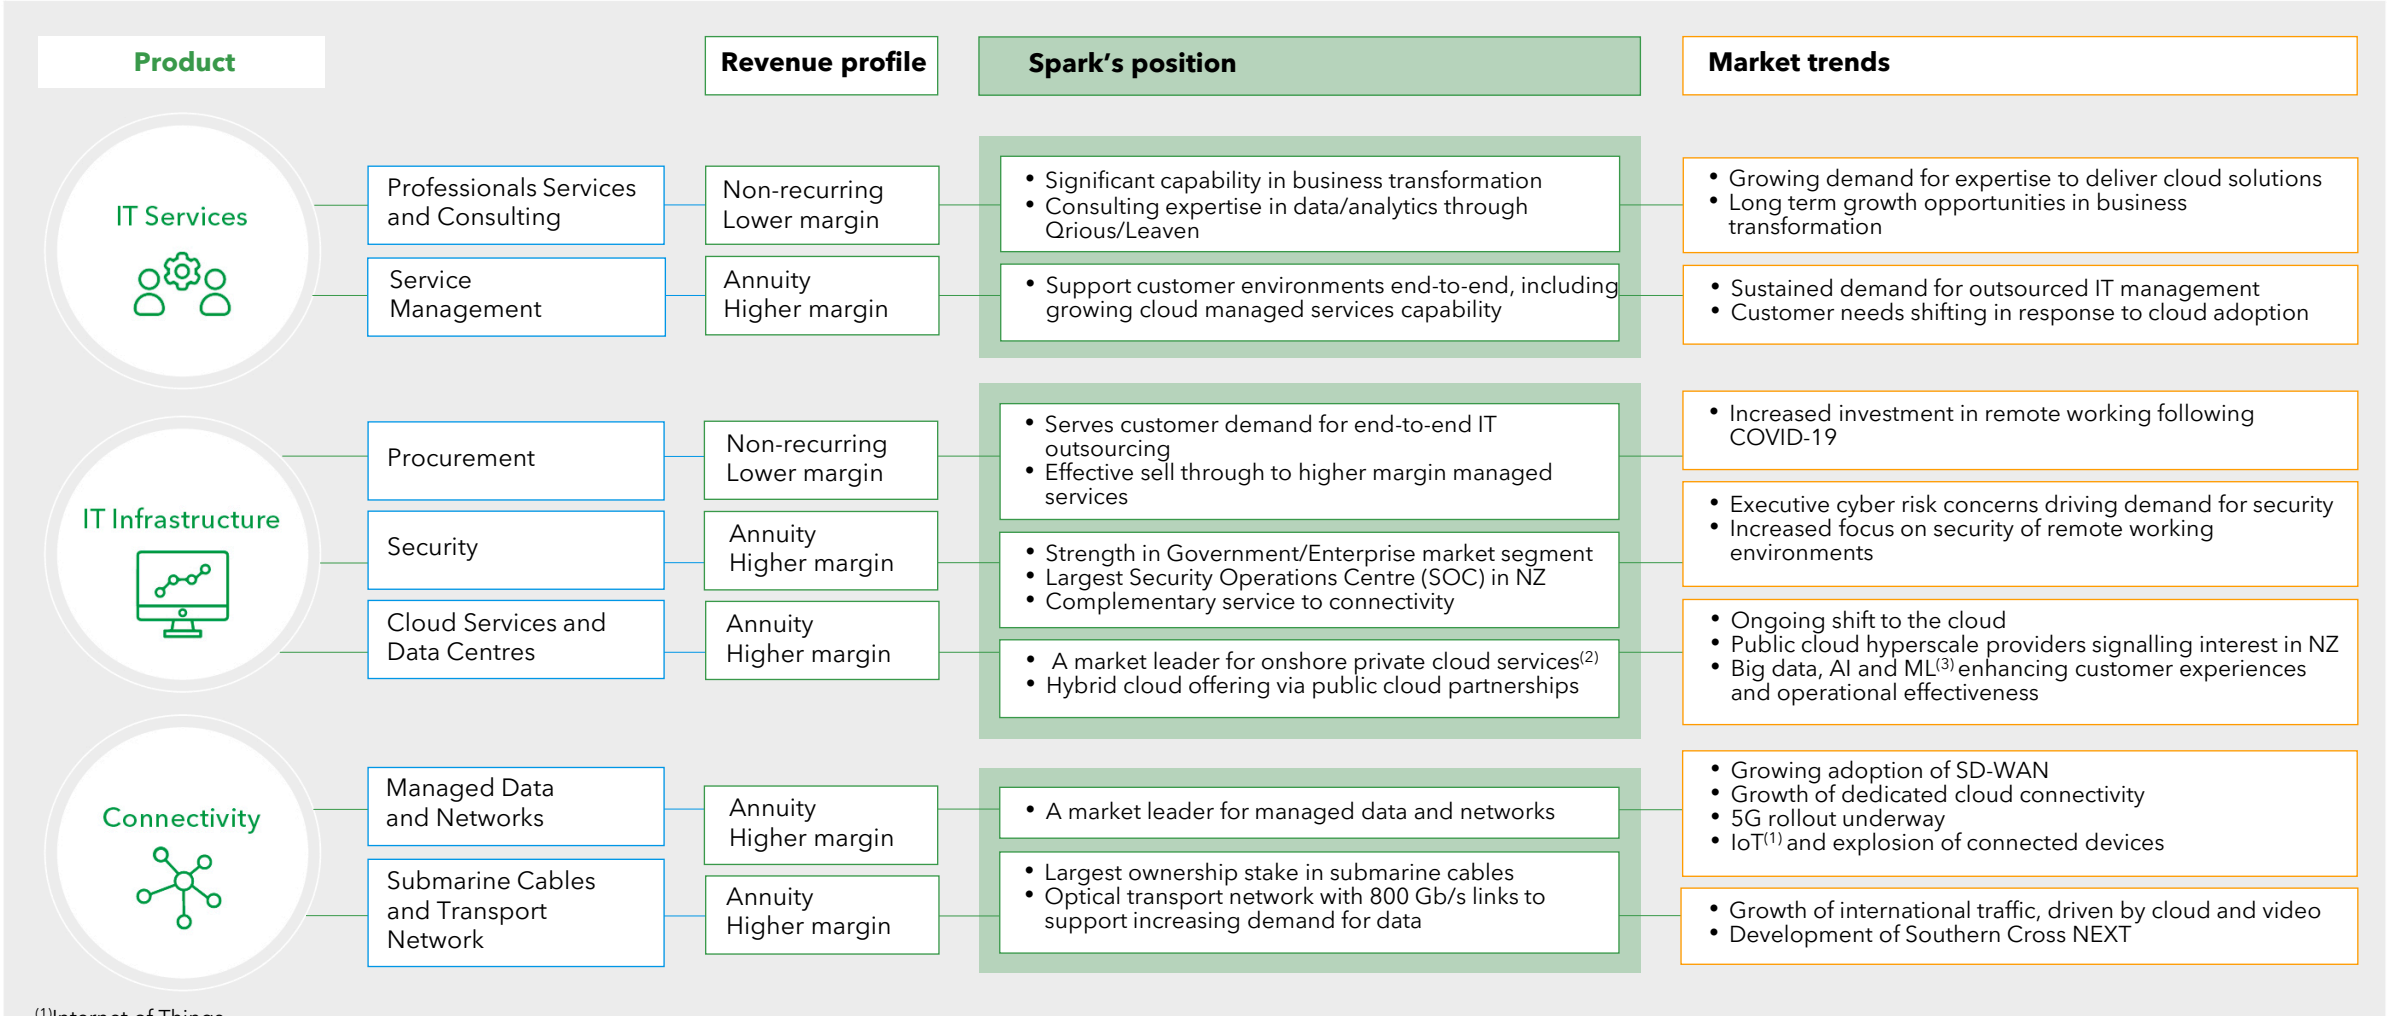 Product
Revenue profile
Spark's position
Market trends
IT Services
Professionals Services
and Consulting
Non-recurring
Lower margin
• Significant capability in business transformation
• Consulting expertise in data/analytics through
Qrious/Leaven
• Growing demand for expertise to deliver cloud solutions
• Long term growth opportunities in business
transformation
Service
Management
Annuity
Higher margin
• Support customer environments end-to-end, including
growing cloud managed services capability
• Sustained demand for outsourced IT management
• Customer needs shifting in response to cloud adoption
IT Infrastructure
Procurement
Non-recurring
Lower margin
• Serves customer demand for end-to-end IT
outsourcing
• Effective sell through to higher margin managed
services
• Increased investment in remote working following
COVID-19
Security
Annuity
Higher margin
• Strength in Government/Enterprise market segment
• Largest Security Operations Centre (SOC) in NZ
• Complementary service to connectivity
• Executive cyber risk concerns driving demand for security
• Increased focus on security of remote working
environments
Cloud Services and
Data Centres
Annuity
Higher margin
• A market leader for onshore private cloud services(2)
• Hybrid cloud offering via public cloud partnerships
• Ongoing shift to the cloud
• Public cloud hyperscale providers signalling interest in NZ
• Big data, AI and ML(3) enhancing customer experiences
and operational effectiveness
Connectivity
Managed Data
and Networks
Annuity
Higher margin
• A market leader for managed data and networks
• Growing adoption of SD-WAN
• Growth of dedicated cloud connectivity
• 5G rollout underway
• IoT(1) and explosion of connected devices
Submarine Cables
and Transport
Network
Annuity
Higher margin
• Largest ownership stake in submarine cables
• Optical transport network with 800 Gb/s links to
support increasing demand for data
• Growth of international traffic, driven by cloud and video
• Development of Southern Cross NEXT
(1)Internet of Things